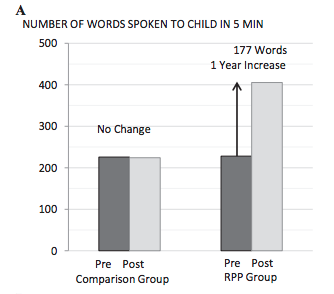 A
NUMBER OF WORDS SPOKEN TO CHILD IN 5 MIN
500
400
300
200
100
0
No Change
177 Words
1 Year Increase
Pre Post
Comparison Group
Pre Post
RPP Group